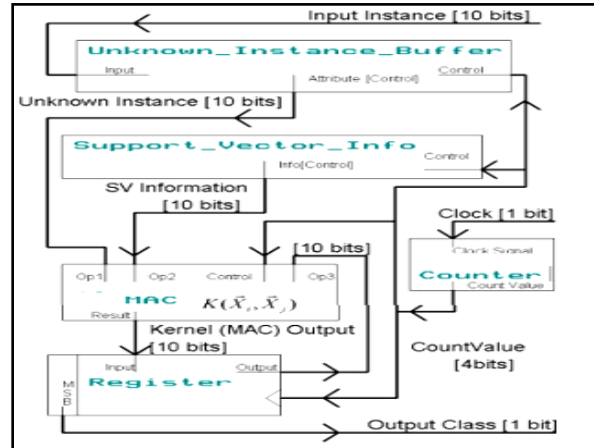 Input Instance [10 bits]
Unknown_Instance_Buffer
Input
Attribute [Control]
Control
Unknown Instance [10 bits]
Support_Vector_Info
Info[Control]
Control
SV Information
[10 bits]
Clock [1 bit]
[10 bits]
Clock Signal
Counter
Count Value
Op1
Op2
Control
Op3
MAC K(X⃗ᵢ,X⃗ⱼ)
Result
Kernel (MAC) Output
[10 bits]
CountValue
[4bits]
Input
Output
MSB
Register
Output Class [1 bit]